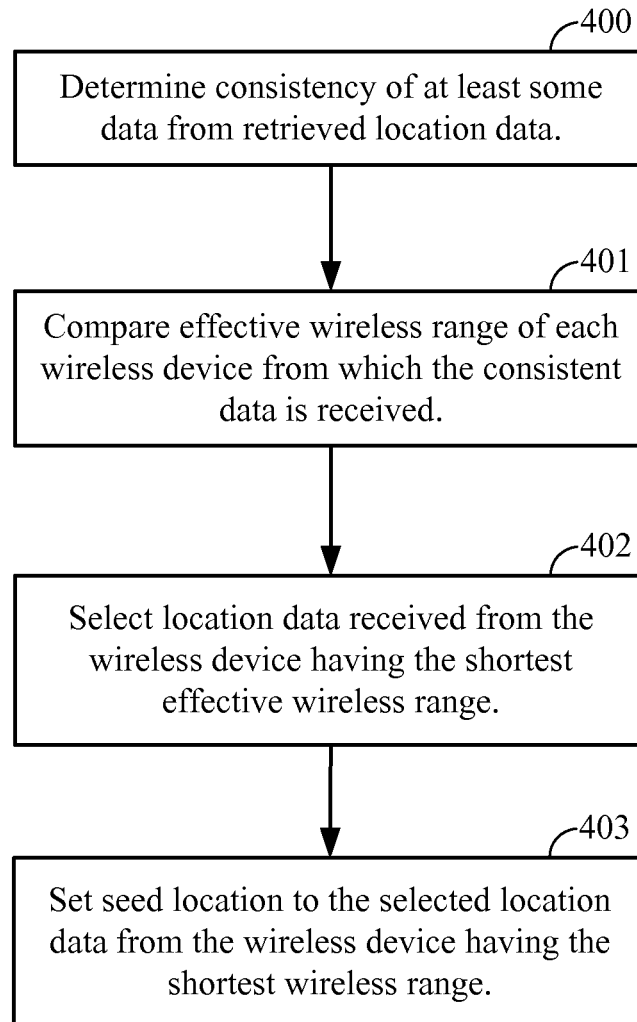 400
Determine consistency of at least some
data from retrieved location data.
401
Compare effective wireless range of each
wireless device from which the consistent
data is received.
402
Select location data received from the
wireless device having the shortest
effective wireless range.
403
Set seed location to the selected location
data from the wireless device having the
shortest wireless range.